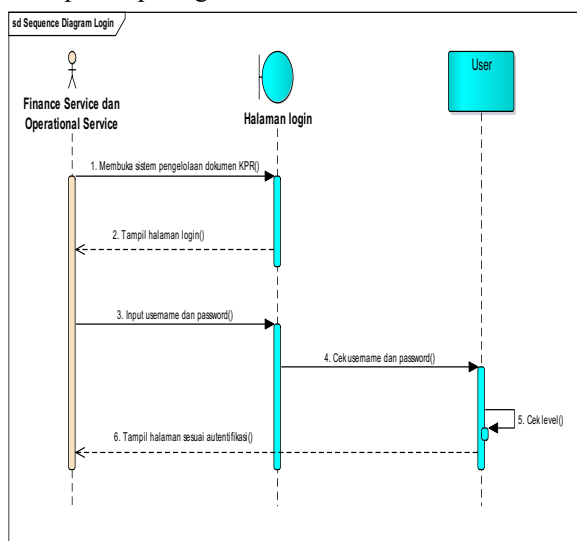 sd Sequence Diagram Login
Finance Service dan
Operational Service
Halaman login
User
1. Membuka sistem pengelolaan dokumen KPR()
2. Tampil halaman login()
3. Input username dan password()
4. Cek username dan password()
5. Cek level()
6. Tampil halaman sesuai autentifikasi()